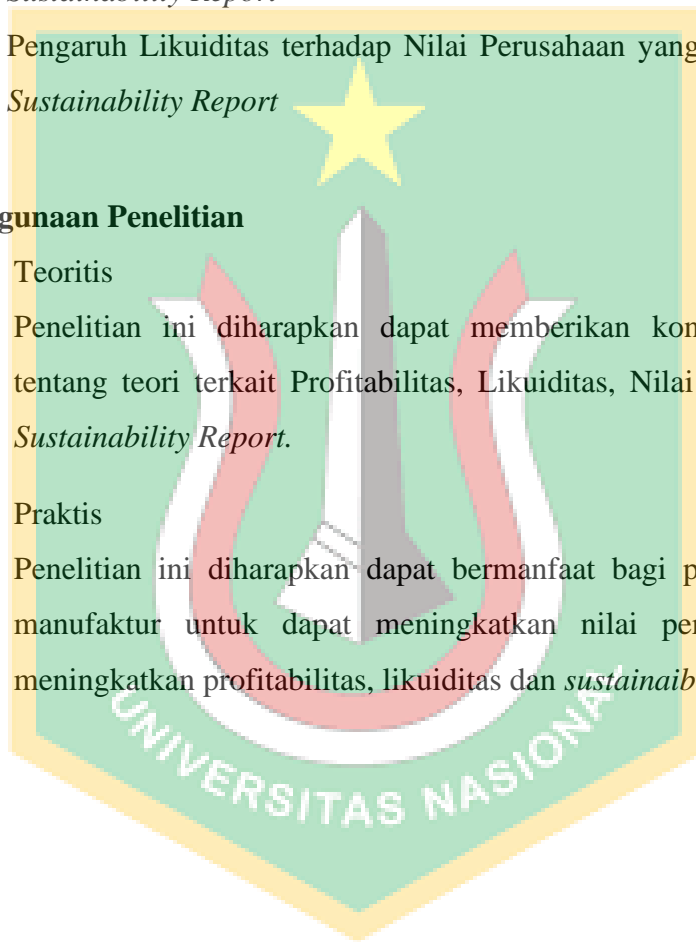 Sustainability Report
Pengaruh Likuiditas terhadap Nilai Perusahaan yang
Sustainability Report
gunaan Penelitian
Teoritis
Penelitian ini diharapkan dapat memberikan kon
tentang teori terkait Profitabilitas, Likuiditas, Nilai
Sustainability Report.
Praktis
Penelitian ini diharapkan dapat bermanfaat bagi p
manufaktur untuk dapat meningkatkan nilai per
meningkatkan profitabilitas, likuiditas dan sustainaib
UNIVERSITAS NASIONAL